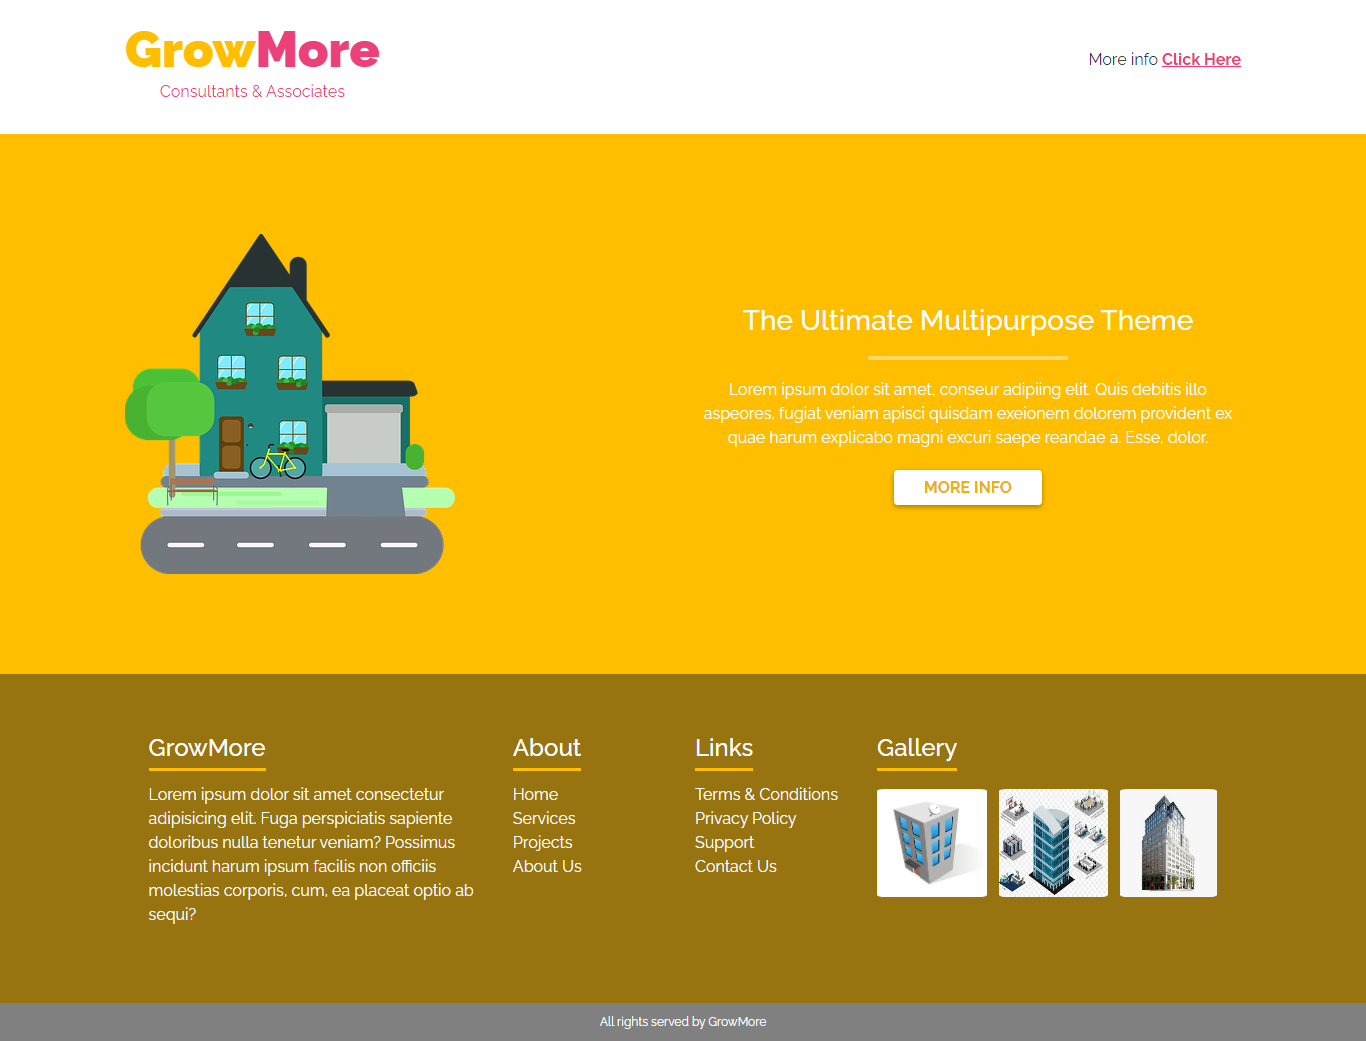 GrowMore
Consultants & Associates
More info Click Here
The Ultimate Multipurpose Theme
Lorem ipsum dolor sit amet, conseur adipiing elit. Quis debitis illo
aspeores, fugiat veniam apisci quisdam exeionem dolorem provident ex
quae harum explicabo magni excuri saepe reandae a. Esse, dolor.
MORE INFO
GrowMore
Lorem ipsum dolor sit amet consectetur
adipisicing elit. Fuga perspiciatis sapiente
doloribus nulla tenetur veniam? Possimus
incidunt harum ipsum facilis non officiis
molestias corporis, cum, ea placeat optio ab
sequi?
About
Home
Services
Projects
About Us
Links
Terms & Conditions
Privacy Policy
Support
Contact Us
Gallery
All rights served by GrowMore